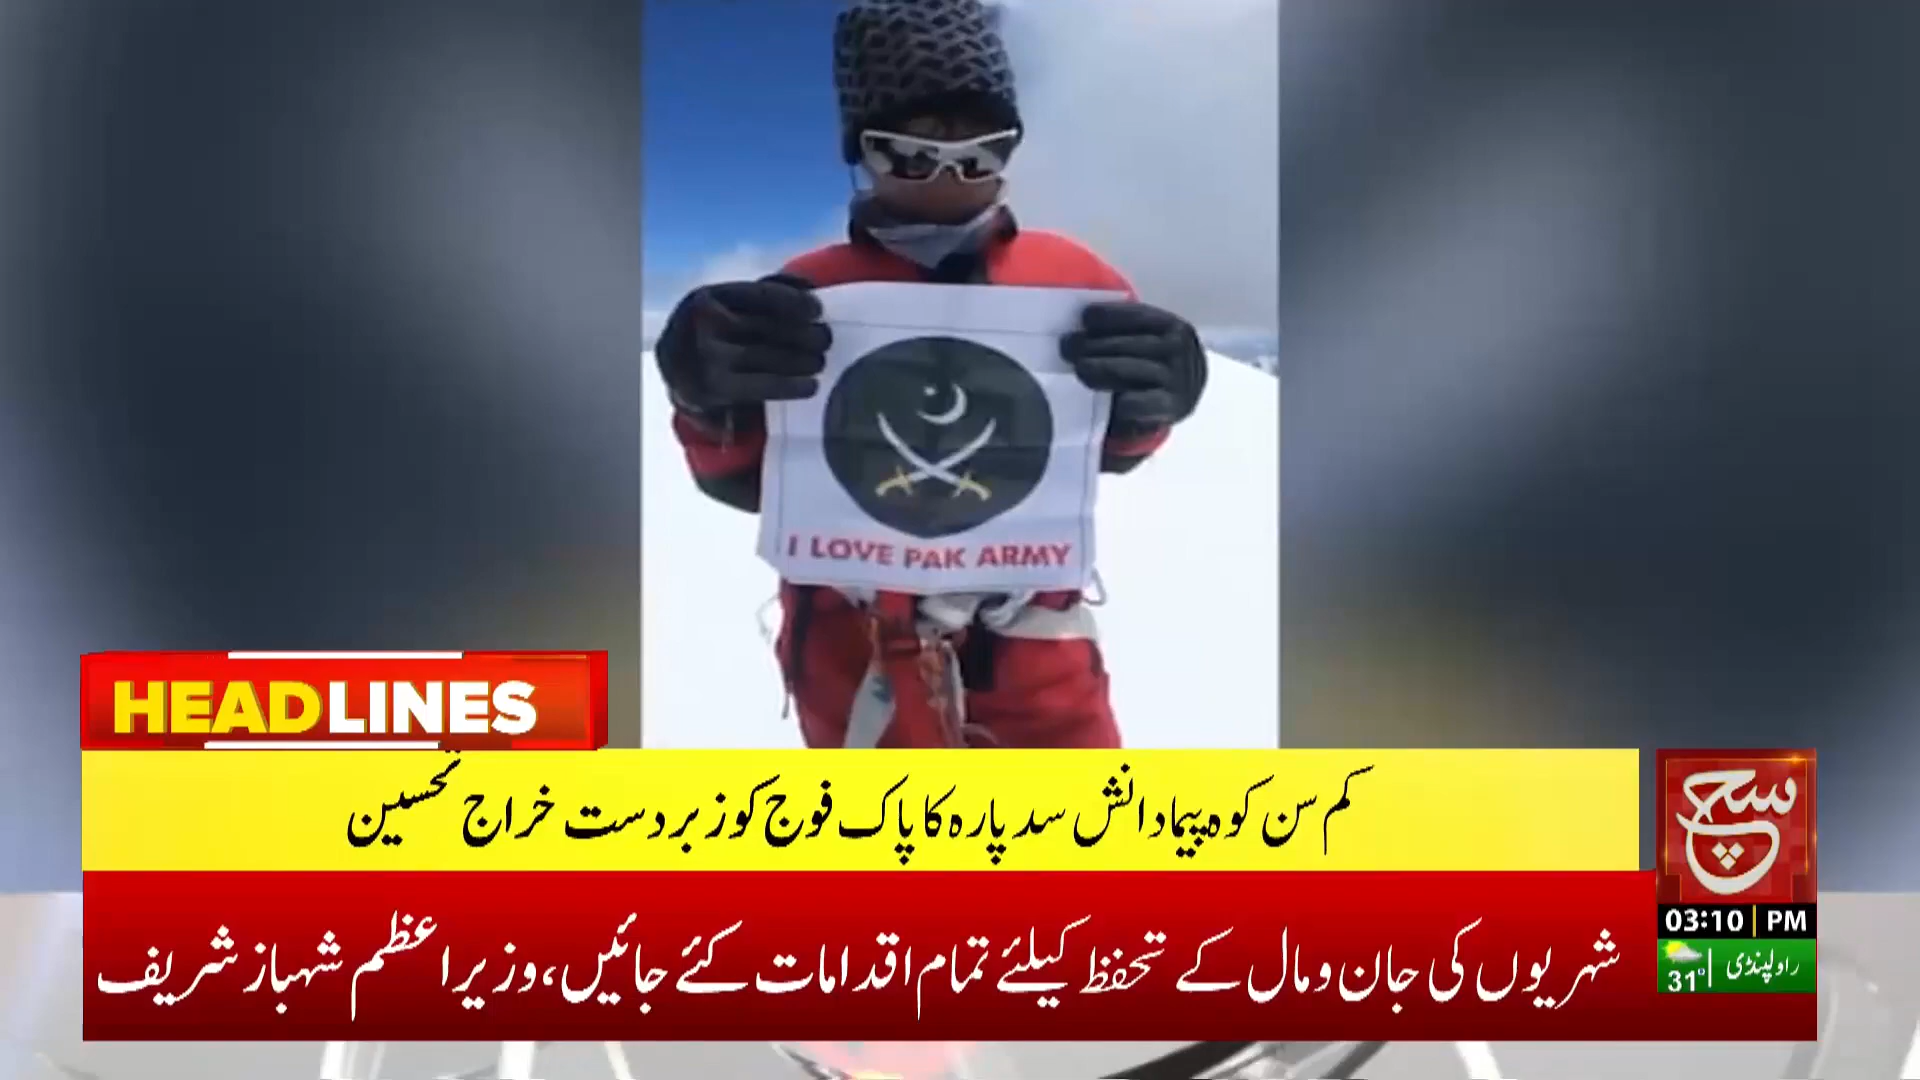 I LOVE PAK ARMY
HEADLINES
کم سن کوہ پیما دانش سدپارہ کا پاک فوج کو زبردست خراج تحسین
سچ
03:10 PM
شہریوں کی جان و مال کے تحفظ کیلئے تمام اقدامات کئے جائیں، وزیراعظم شہباز شریف
31° راولپنڈی